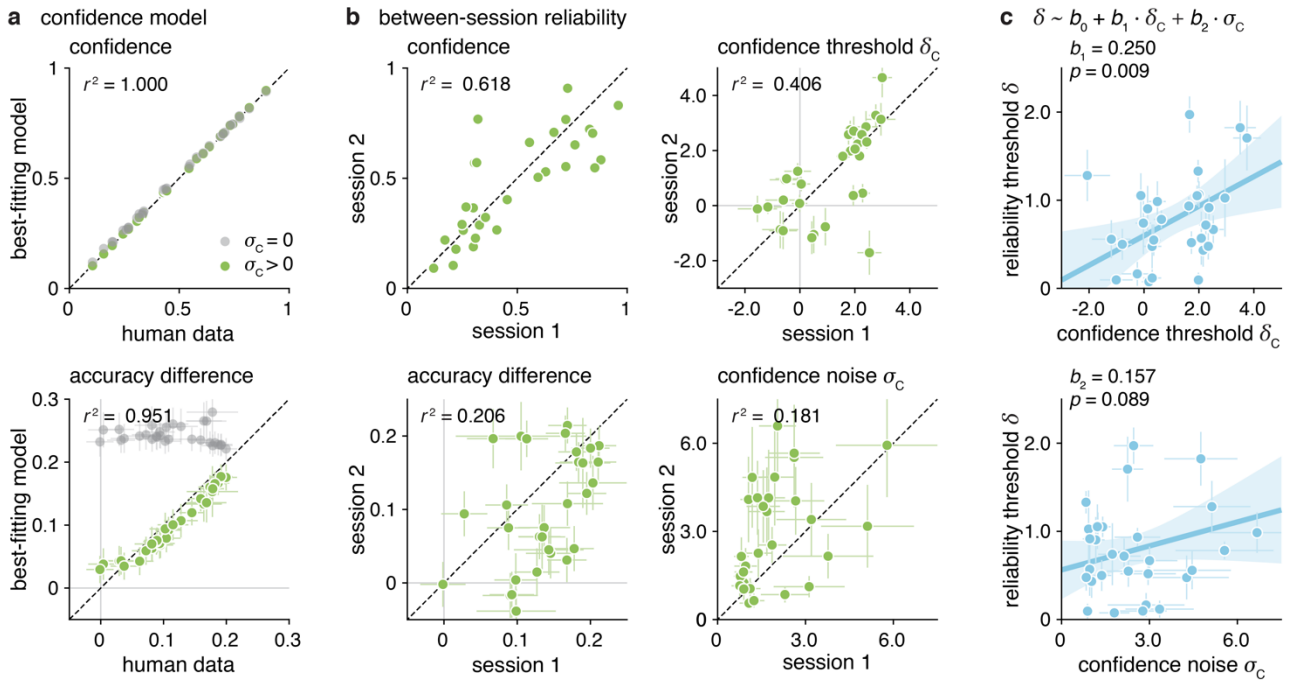 a confidence model
b between-session reliability
c δ ~ b0 + b1 · δC + b2 · σC
confidence
r² = 1.000
best-fitting model
1
0.5
0
σC = 0
σC > 0
0 0.5 1
human data
confidence
r² = 0.618
session 2
1
0.5
0
0 0.5 1
session 1
confidence threshold δC
r² = 0.406
session 2
4.0
2.0
0
-2.0
-2.0 0 2.0 4.0
session 1
b1 = 0.250
p = 0.009
reliability threshold δ
2.0
1.0
0
-2.0 0 2.0 4.0
confidence threshold δC
accuracy difference
r² = 0.951
best-fitting model
0.3
0.2
0.1
0
0 0.1 0.2 0.3
human data
accuracy difference
r² = 0.206
session 2
0.2
0.1
0
0 0.1 0.2
session 1
confidence noise σC
r² = 0.181
session 2
6.0
3.0
0
0 3.0 6.0
session 1
b2 = 0.157
p = 0.089
reliability threshold δ
2.0
1.0
0
0 3.0 6.0
confidence noise σC